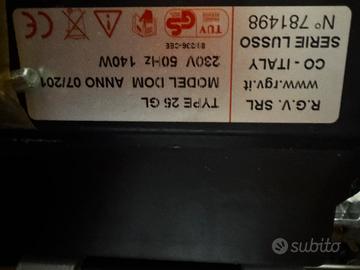 R.G.V. SRL
www.rgv.it
CO - ITALY
SERIE LUSSO
N° 781498
TYPE 25 GL
MODEL DOM ANNO 07/201
230V 50Hz 140W
TUV
GS
subito